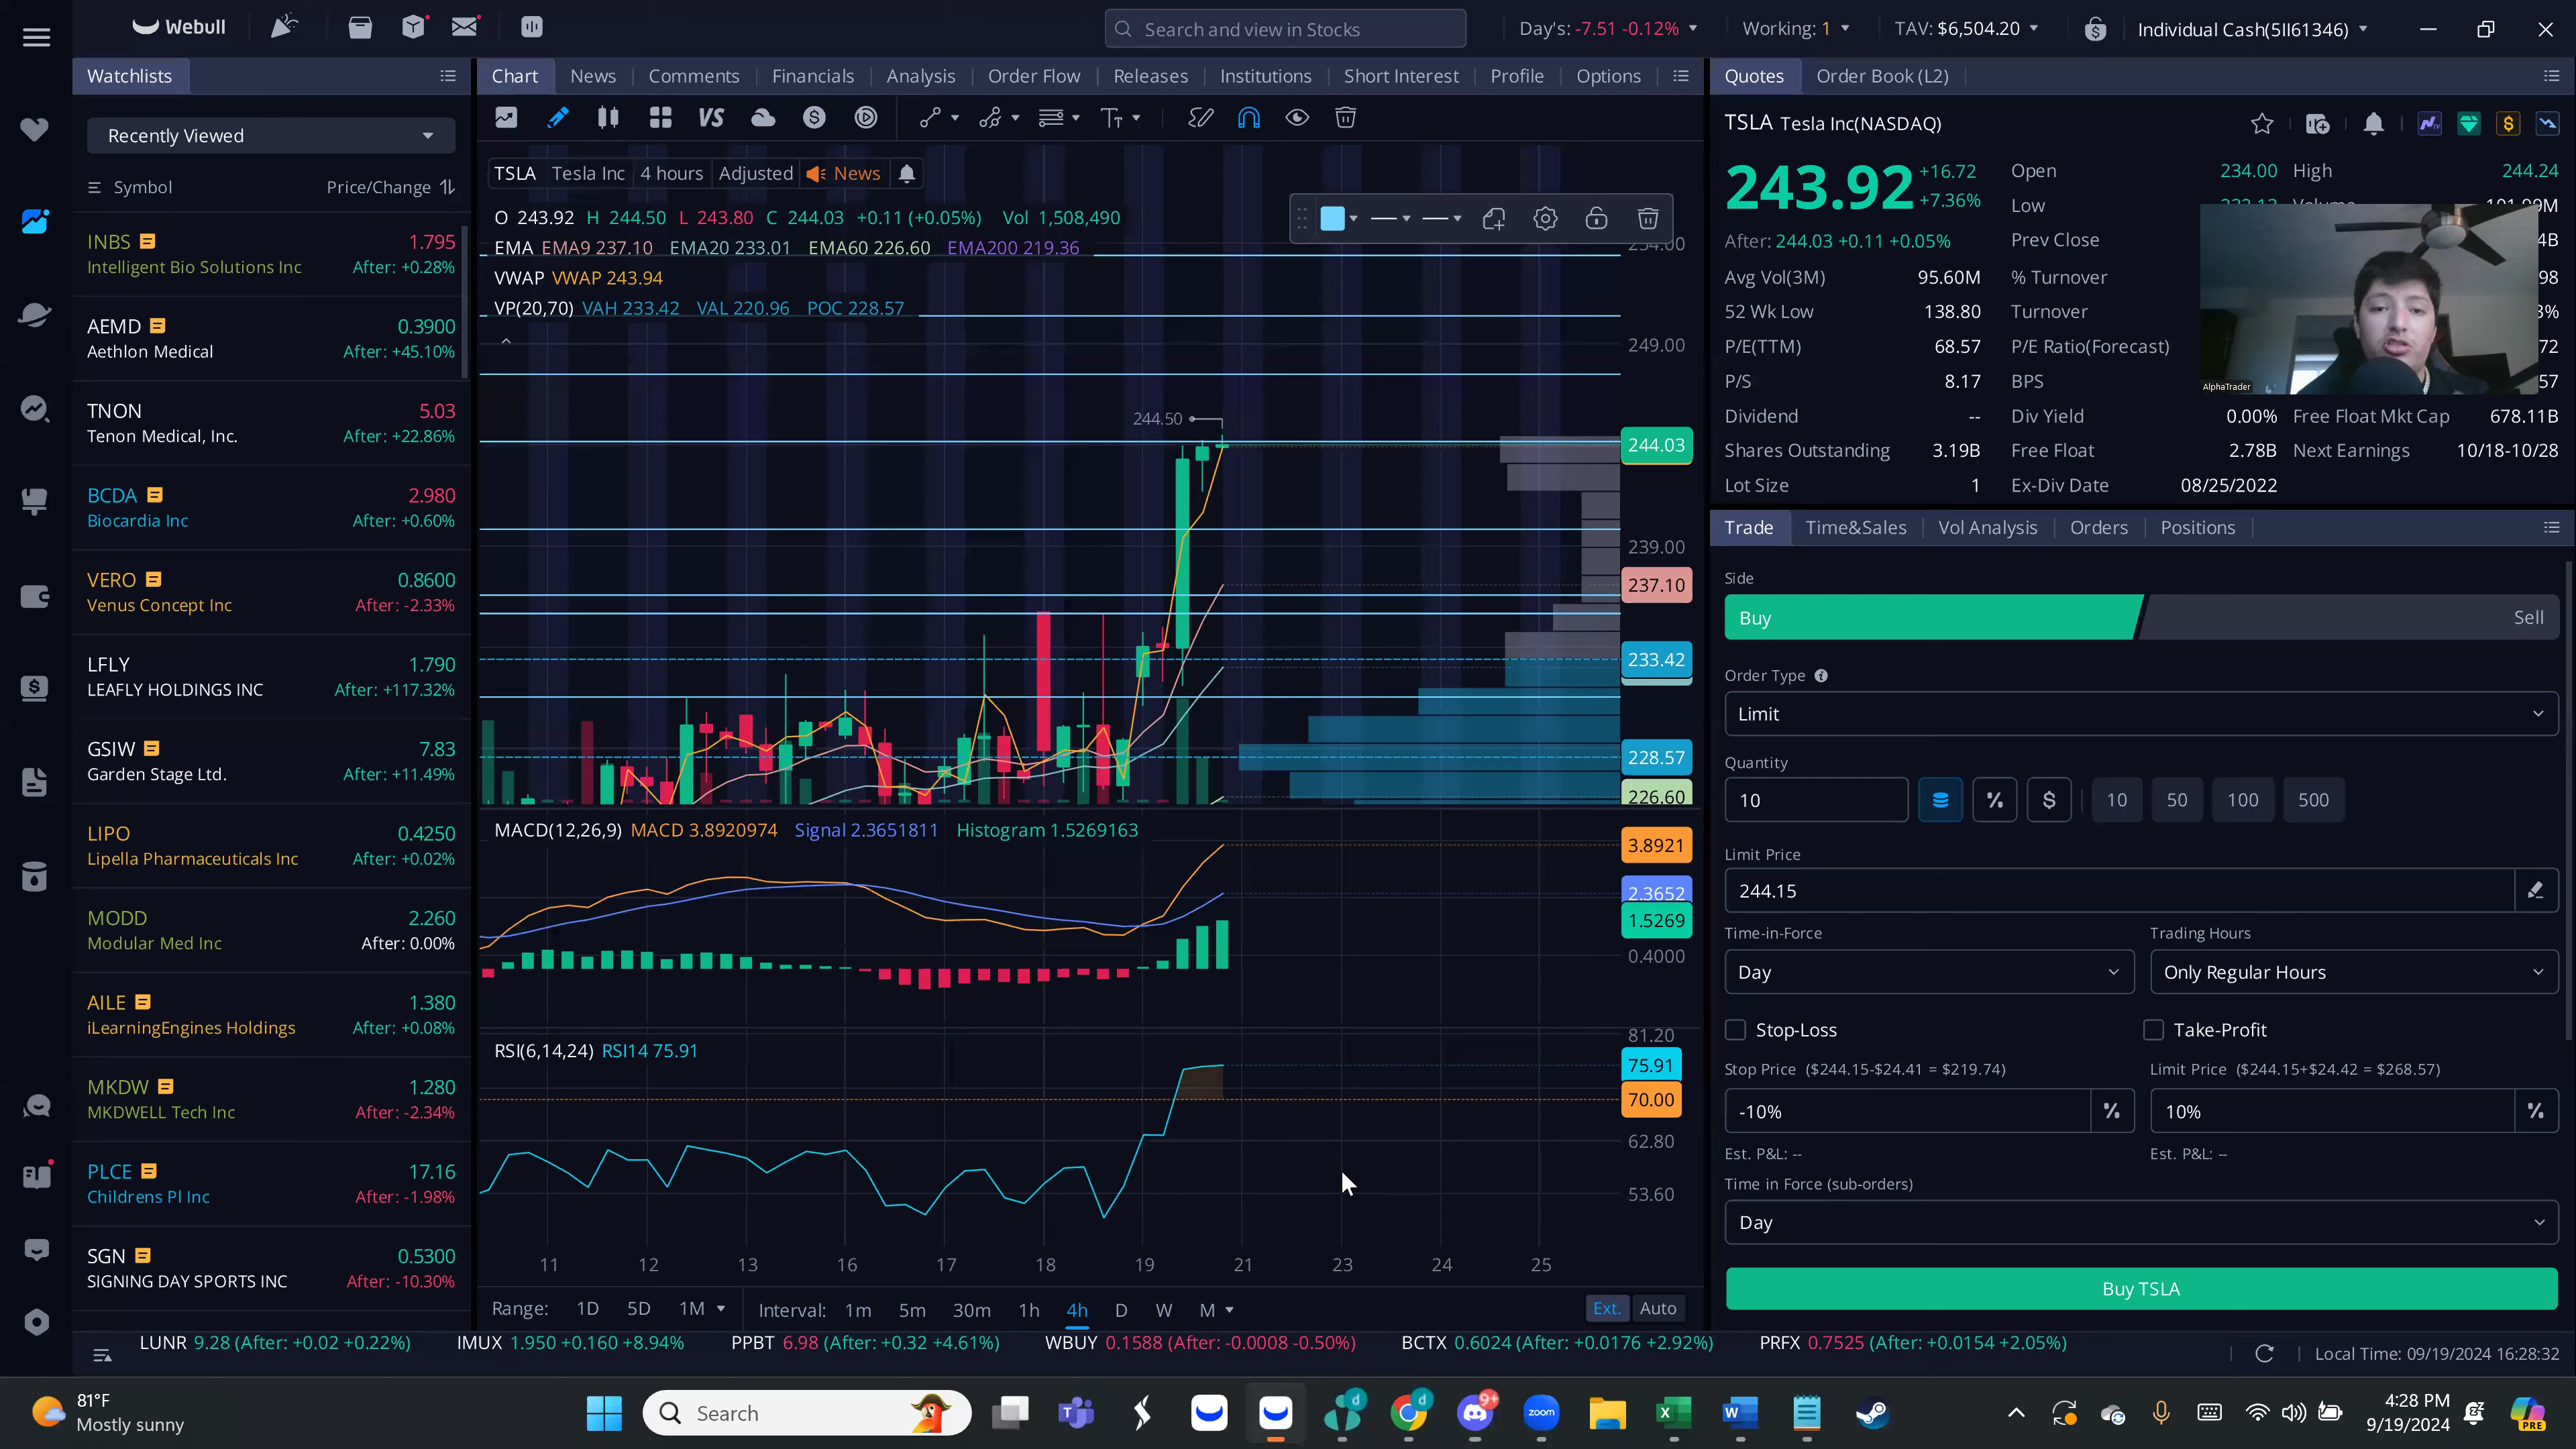 Webull
Search and view in Stocks
Day's: -7.51 -0.12%
Working: 1
TAV: $6,504.20
Individual Cash(5II61346)
Watchlists
Recently Viewed
Symbol Price/Change
INBS 1.795
Intelligent Bio Solutions Inc After: +0.28%
AEMD 0.3900
Aethlon Medical After: +45.10%
TNON 5.03
Tenon Medical, Inc. After: +22.86%
BCDA 2.980
Biocardia Inc After: +0.60%
VERO 0.8600
Venus Concept Inc After: -2.33%
LFLY 1.790
LEAFLY HOLDINGS INC After: +117.32%
GSIW 7.83
Garden Stage Ltd. After: +11.49%
LIPO 0.4250
Lipella Pharmaceuticals Inc After: +0.02%
MODD 2.260
Modular Med Inc After: 0.00%
AILE 1.380
iLearningEngines Holdings After: +0.08%
MKDW 1.280
MKDWELL Tech Inc After: -2.34%
PLCE 17.16
Childrens Pl Inc After: -1.98%
SGN 0.5300
SIGNING DAY SPORTS INC After: -10.30%
Chart News Comments Financials Analysis Order Flow Releases Institutions Short Interest Profile Options
VS
Tт
TSLA Tesla Inc 4 hours Adjusted News
O 243.92 H 244.50 L 243.80 C 244.03 +0.11 (+0.05%) Vol 1,508,490
EMA EMA9 237.10 EMA20 233.01 EMA60 226.60 EMA200 219.36
VWAP VWAP 243.94
VP(20,70) VAH 233.42 VAL 220.96 POC 228.57
249.00
244.50
244.03
239.00
237.10
233.42
228.57
226.60
MACD(12,26,9) MACD 3.8920974 Signal 2.3651811 Histogram 1.5269163
3.8921
2.3652
1.5269
0.4000
RSI(6,14,24) RSI14 75.91
81.20
75.91
70.00
62.80
53.60
11 12 13 16 17 18 19 21 23 24 25
Range: 1D 5D 1M Interval: 1m 5m 30m 1h 4h D W M Ext. Auto
Quotes Order Book (L2)
TSLA Tesla Inc(NASDAQ)
243.92 +16.72
+7.36%
After: 244.03 +0.11 +0.05%
Open 234.00 High 244.24
Low
Prev Close 4B
Avg Vol(3M) 95.60M % Turnover 98
52 Wk Low 138.80 Turnover
P/E(TTM) 68.57 P/E Ratio(Forecast) 72
P/S 8.17 BPS 57
AlphaTrader
Dividend -- Div Yield 0.00% Free Float Mkt Cap 678.11B
Shares Outstanding 3.19B Free Float 2.78B Next Earnings 10/18-10/28
Lot Size 1 Ex-Div Date 08/25/2022
Trade Time&Sales Vol Analysis Orders Positions
Side
Buy Sell
Order Type
Limit
Quantity
10 % $ 10 50 100 500
Limit Price
244.15
Time-in-Force Trading Hours
Day Only Regular Hours
Stop-Loss Take-Profit
Stop Price ($244.15-$24.41 = $219.74) Limit Price ($244.15+$24.42 = $268.57)
-10% % 10% %
Est. P&L: -- Est. P&L: --
Time in Force (sub-orders)
Day
Buy TSLA
LUNR 9.28 (After: +0.02 +0.22%) IMUX 1.950 +0.160 +8.94% PPBT 6.98 (After: +0.32 +4.61%) WBUY 0.1588 (After: -0.0008 -0.50%) BCTX 0.6024 (After: +0.0176 +2.92%) PRFX 0.7525 (After: +0.0154 +2.05%)
Local Time: 09/19/2024 16:28:32
81°F
Mostly sunny
Search
zoom
9+
4:28 PM
9/19/2024
PRE